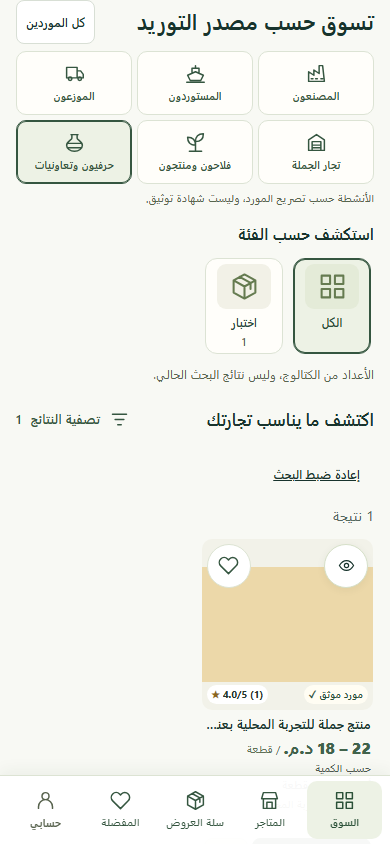 تسوق حسب مصدر التوريد
كل الموردين
المصنعون
المستوردون
الموزعون
تجار الجملة
فلاحون ومنتجون
حرفيون وتعاونيات
الأنشطة حسب تصريح المورد، وليست شهادة توثيق.
استكشف حسب الفئة
الكل
اختبار
1
الأعداد من الكتالوج، وليس نتائج البحث الحالي.
اكتشف ما يناسب تجارتك
تصفية النتائج 1
إعادة ضبط البحث
1 نتيجة
مورد موثق ✓
★ 4.0/5 (1)
منتج جملة للتجربة المحلية بعنـ...
18 – 22 د.م. / قطعة
حسب الكمية
السوق
المتاجر
سلة العروض
المفضلة
حسابي